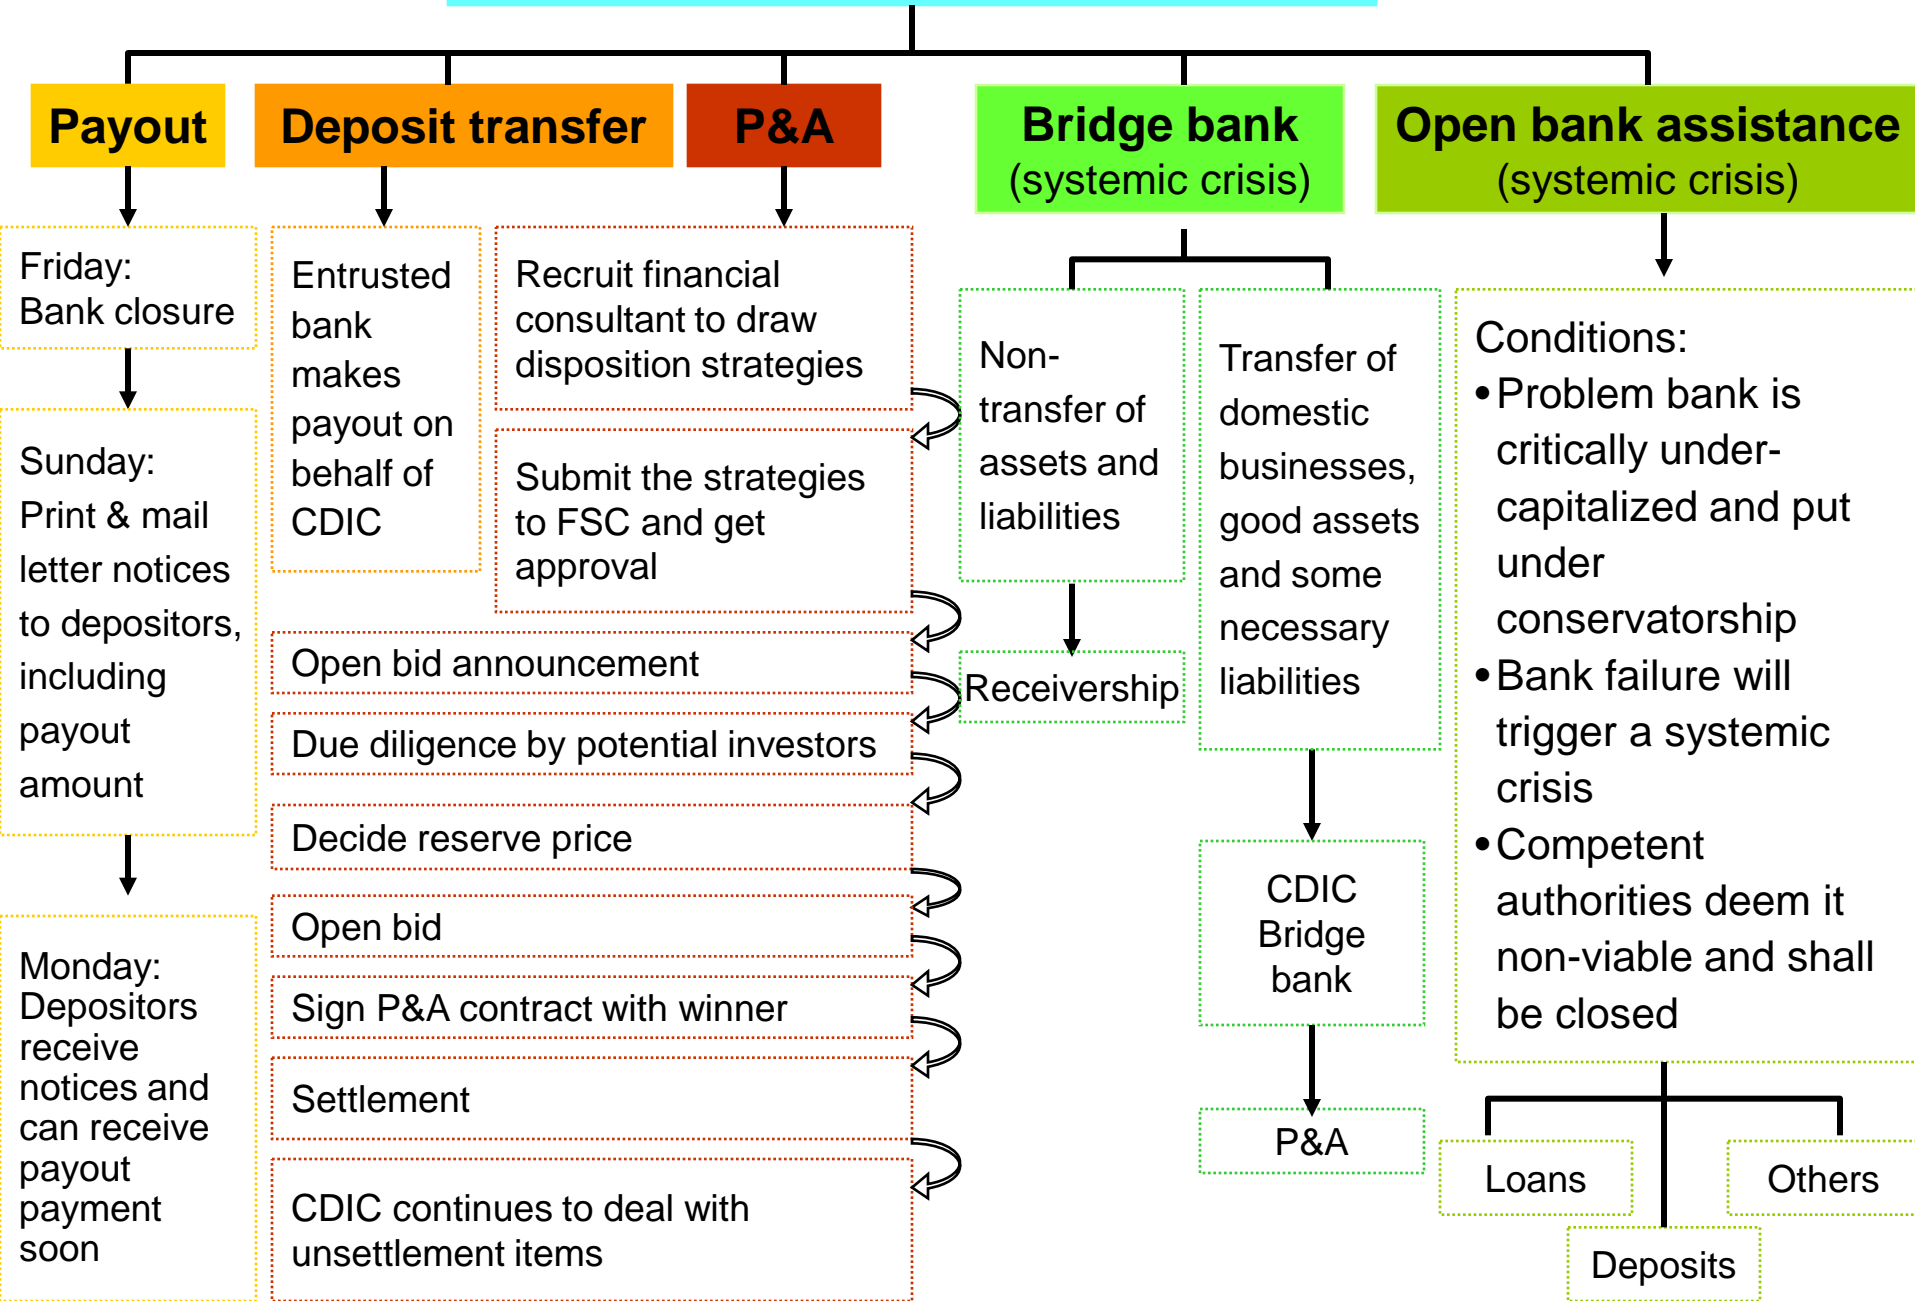 Payout
Deposit transfer
P&A
Bridge bank
(systemic crisis)
Open bank assistance
(systemic crisis)
Friday:
Bank closure
Sunday:
Print & mail
letter notices
to depositors,
including
payout
amount
Monday:
Depositors
receive
notices and
can receive
payout
payment
soon
Entrusted
bank
makes
payout on
behalf of
CDIC
Recruit financial
consultant to draw
disposition strategies
Submit the strategies
to FSC and get
approval
Open bid announcement
Due diligence by potential investors
Decide reserve price
Open bid
Sign P&A contract with winner
Settlement
CDIC continues to deal with
unsettlement items
Non-
transfer of
assets and
liabilities
Receivership
Transfer of
domestic
businesses,
good assets
and some
necessary
liabilities
CDIC
Bridge
bank
P&A
Conditions:
•Problem bank is
critically under-
capitalized and put
under
conservatorship
•Bank failure will
trigger a systemic
crisis
•Competent
authorities deem it
non-viable and shall
be closed
Loans
Others
Deposits